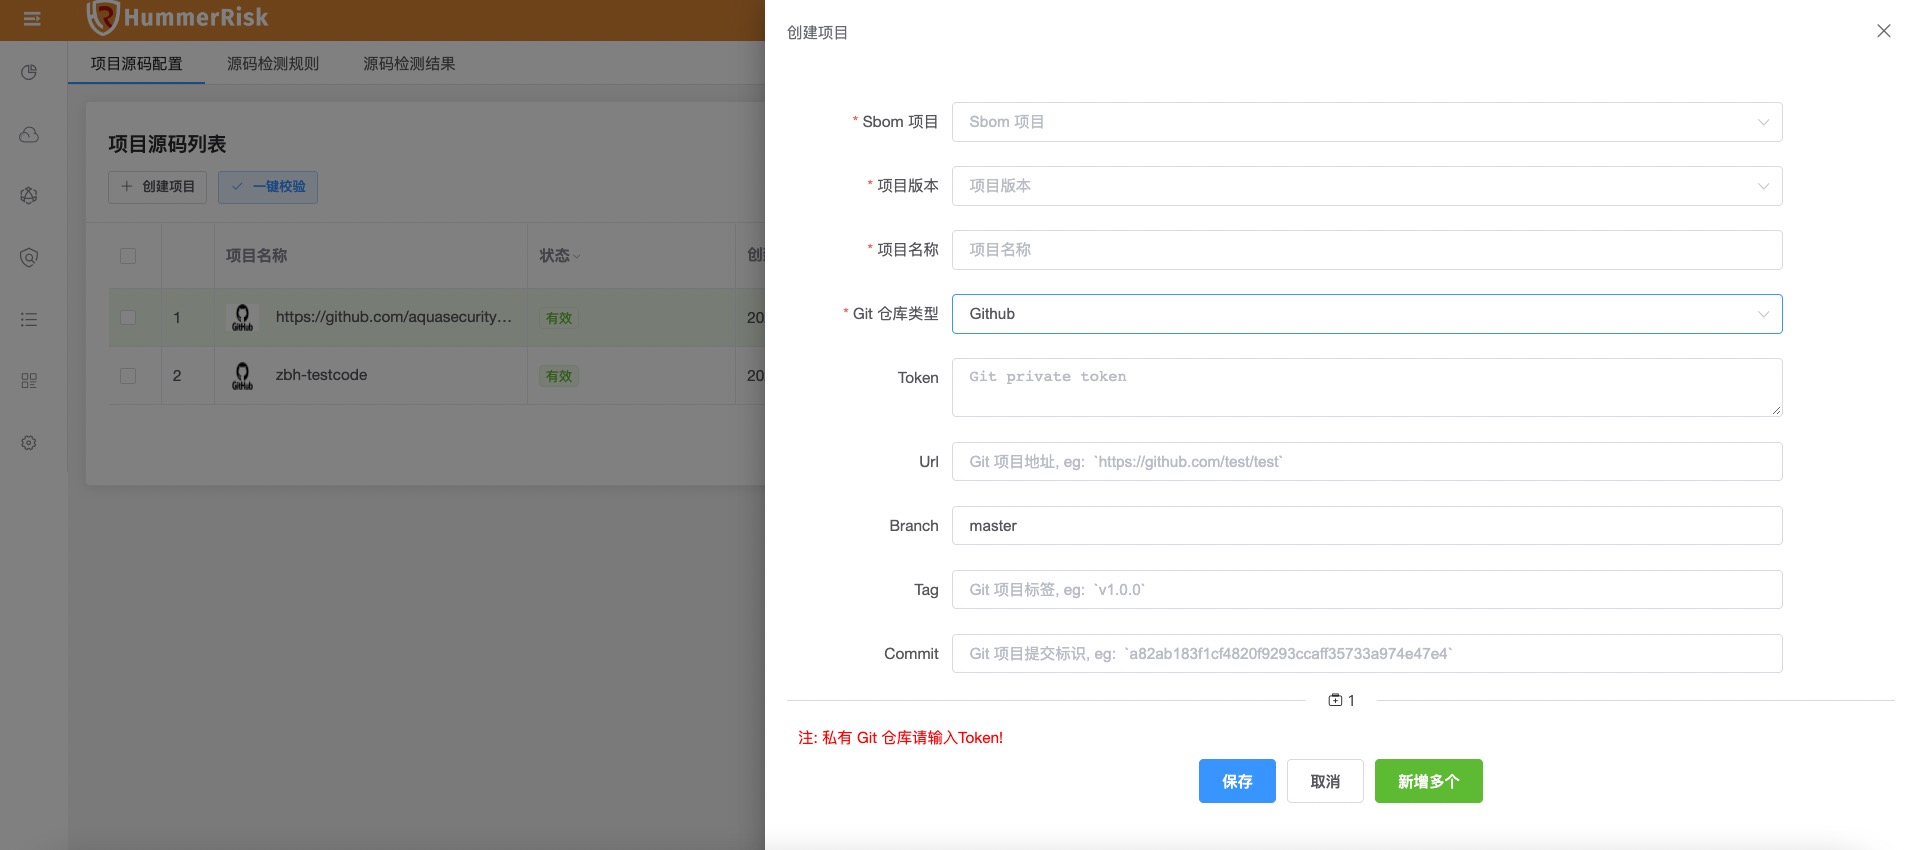 HummerRisk
项目源码配置
源码检测规则
源码检测结果
项目源码列表
创建项目
一键校验
项目名称
状态
1
GitHub
https://github.com/aquasecurity...
有效
20
2
GitHub
zbh-testcode
有效
20
创建项目
* Sbom 项目
Sbom 项目
* 项目版本
项目版本
* 项目名称
项目名称
* Git 仓库类型
Github
Token
Git private token
Url
Git 项目地址, eg: `https://github.com/test/test`
Branch
master
Tag
Git 项目标签, eg: `v1.0.0`
Commit
Git 项目提交标识, eg: `a82ab183f1cf4820f9293ccaff35733a974e47e4`
1
注: 私有 Git 仓库请输入Token!
保存
取消
新增多个